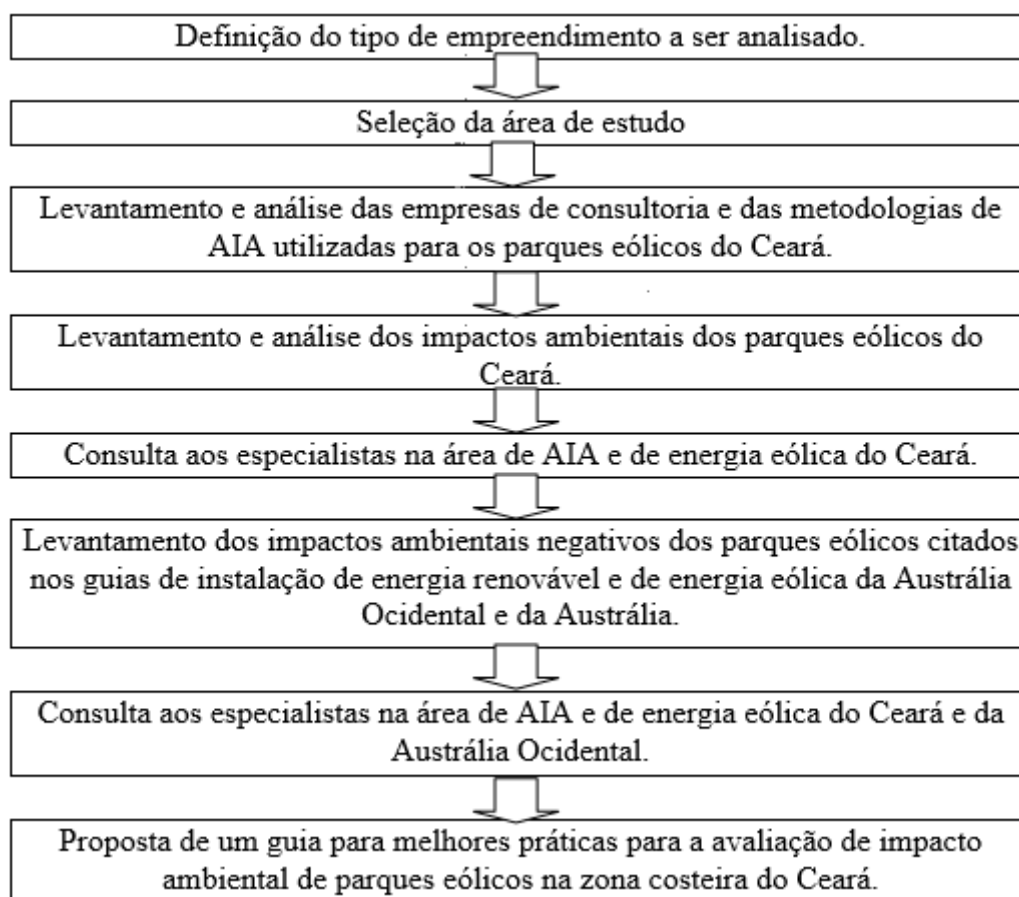 Definição do tipo de empreendimento a ser analisado.
Seleção da área de estudo
Levantamento e análise das empresas de consultoria e das metodologias de
AIA utilizadas para os parques eólicos do Ceará.
Levantamento e análise dos impactos ambientais dos parques eólicos do
Ceará.
Consulta aos especialistas na área de AIA e de energia eólica do Ceará.
Levantamento dos impactos ambientais negativos dos parques eólicos citados
nos guias de instalação de energia renovável e de energia eólica da Austrália
Ocidental e da Austrália.
Consulta aos especialistas na área de AIA e de energia eólica do Ceará e da
Austrália Ocidental.
Proposta de um guia para melhores práticas para a avaliação de impacto
ambiental de parques eólicos na zona costeira do Ceará.